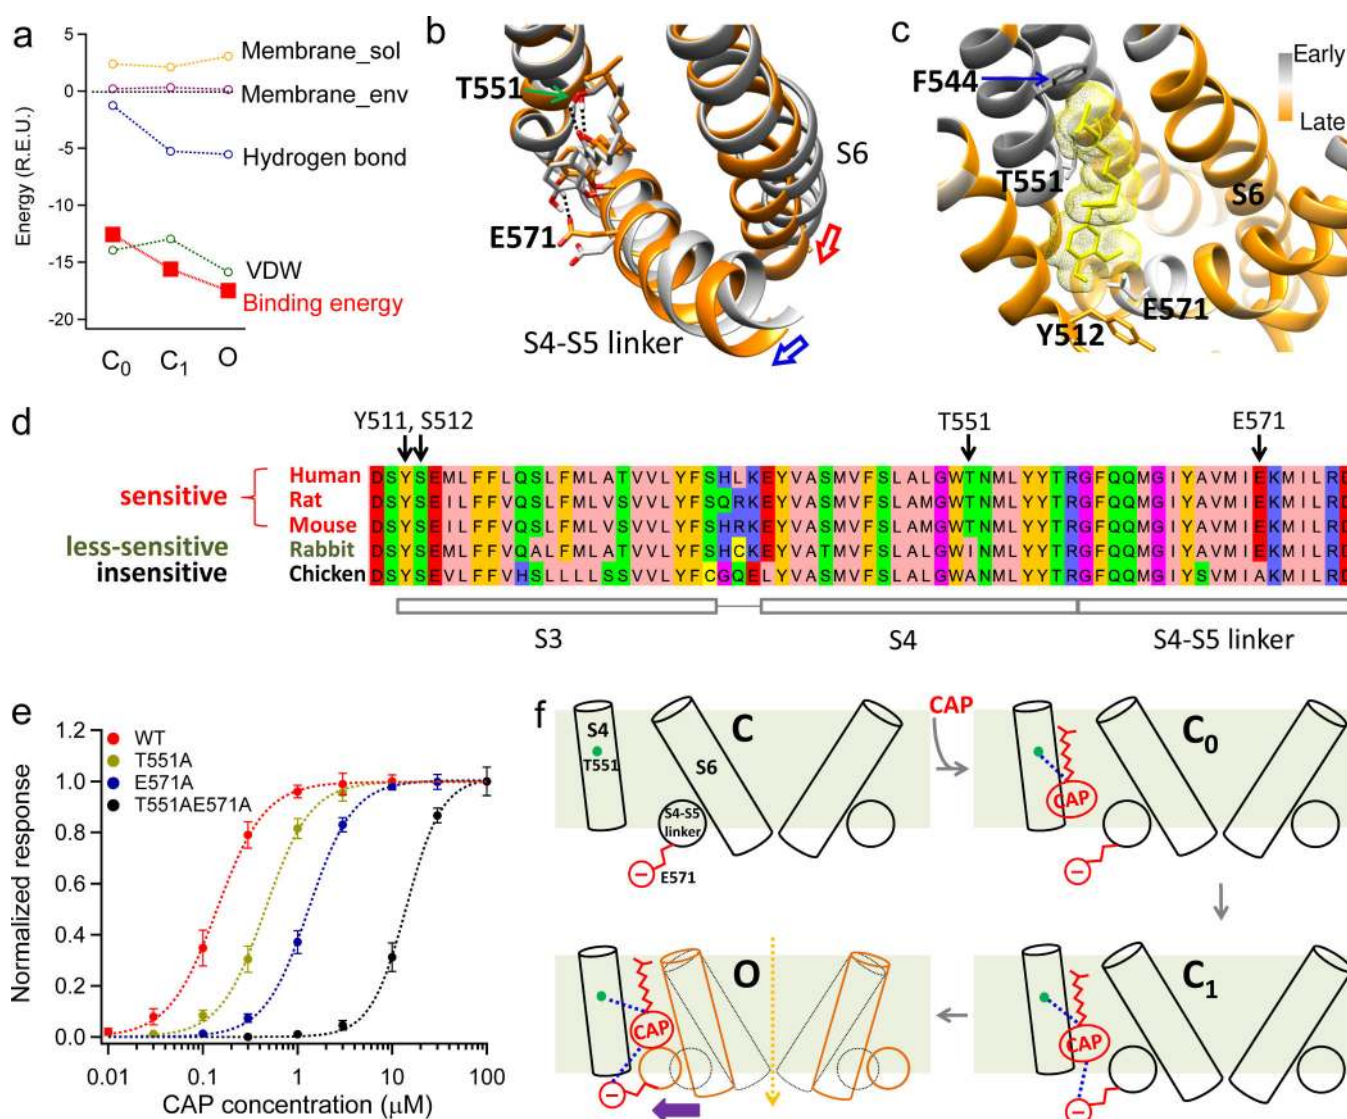 a
5
0
-5
-10
-15
-20
Energy (R.E.U.)
Membrane_sol
Membrane_env
Hydrogen bond
VDW
Binding energy
C0 C1 O
b
T551
E571
S6
S4-S5 linker
c
F544
T551
S6
E571
Y512
Early
Late
d
Y511, S512 T551 E571
sensitive
less-sensitive
insensitive
Human DSYSEMLFFLQSLFMLATVVLYFSHLKEYVASMVFSLALGWTNMLYYTRGFQQMGIYAVMIEKMILRD
Rat DSYSEILFFVQSLFMLVSVVLYFSQRKEYVASMVFSLAMGWTNMLYYTRGFQQMGIYAVMIEKMILRD
Mouse DSYSEILFFVQSLFMLVSVVLYFSHRKEYVASMVFSLAMGWTNMLYYTRGFQQMGIYAVMIEKMILRD
Rabbit DSYSEMLFFVQALFMLATVVLYFSHCKEYVATMVFSLALGWINMLYYTRGFQQMGIYAVMIEKMILRD
Chicken DSYSEVLFFVHSLLLLSSVVLYFCGQELYVASMVFSLALGWANMLYYTRGFQQMGIYSVMIAKMILRD
S3 S4 S4-S5 linker
e
1.2
1.0
0.8
0.6
0.4
0.2
0.0
Normalized response
WT
T551A
E571A
T551AE571A
0.01 0.1 1 10 100
CAP concentration (μM)
f
S4
T551
S6
C
S4-S5
linker
E571
CAP
C0
CAP
O
CAP
C1
CAP